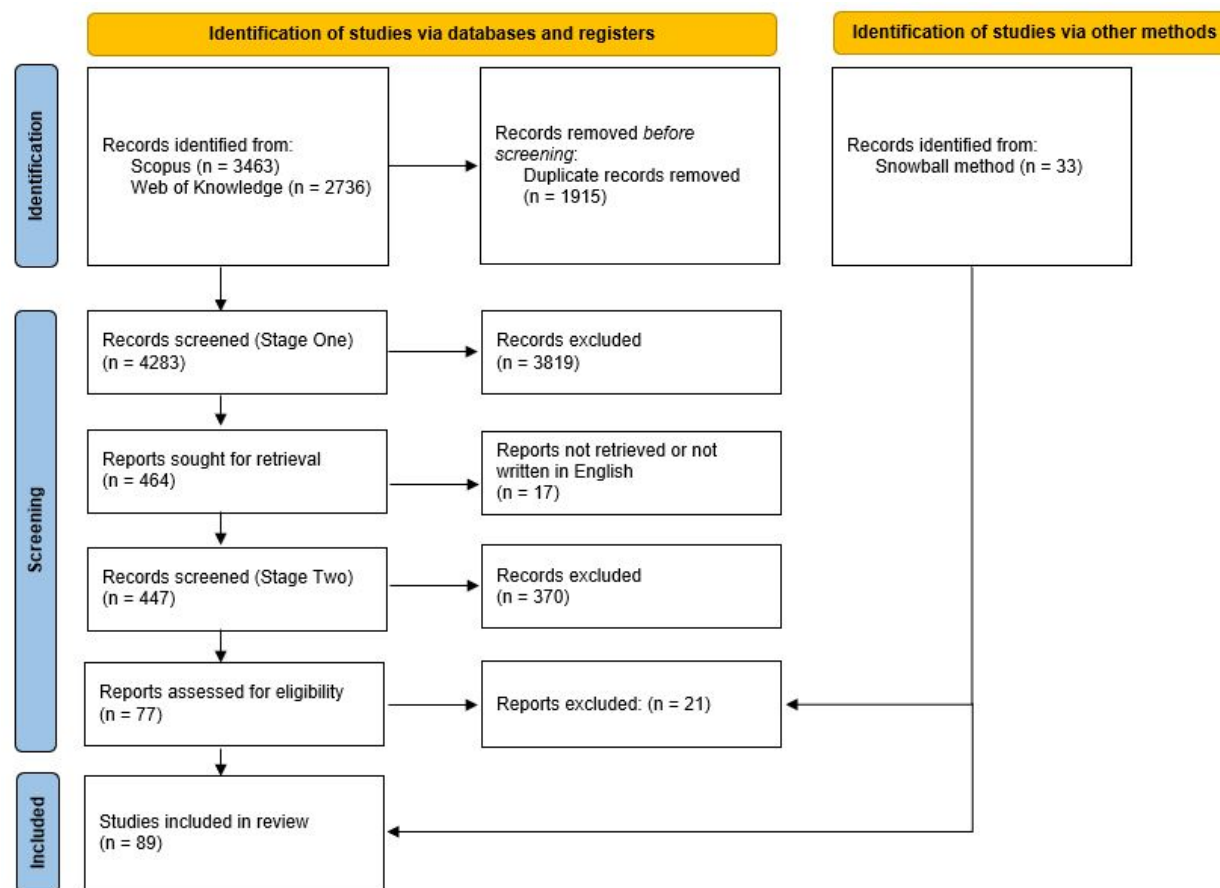 Identification of studies via databases and registers
Identification of studies via other methods
Identification
Records identified from:
Scopus (n = 3463)
Web of Knowledge (n = 2736)
Records removed before
screening:
Duplicate records removed
(n = 1915)
Records identified from:
Snowball method (n = 33)
Screening
Records screened (Stage One)
(n = 4283)
Records excluded
(n = 3819)
Reports sought for retrieval
(n = 464)
Reports not retrieved or not
written in English
(n = 17)
Records screened (Stage Two)
(n = 447)
Records excluded
(n = 370)
Reports assessed for eligibility
(n = 77)
Reports excluded: (n = 21)
Included
Studies included in review
(n = 89)